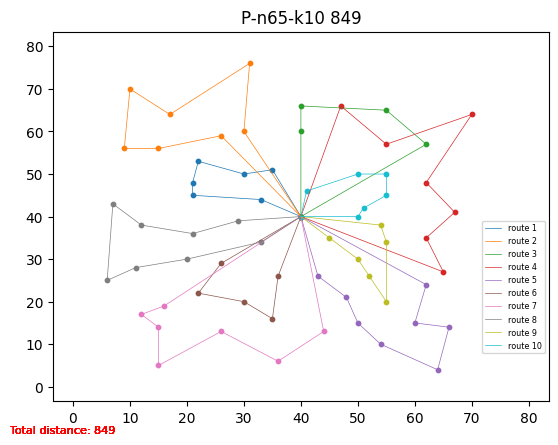 P-n65-k10 849
80
70
60
50
40
30
20
10
0
0 10 20 30 40 50 60 70 80
route 1
route 2
route 3
route 4
route 5
route 6
route 7
route 8
route 9
route 10
Total distance: 849